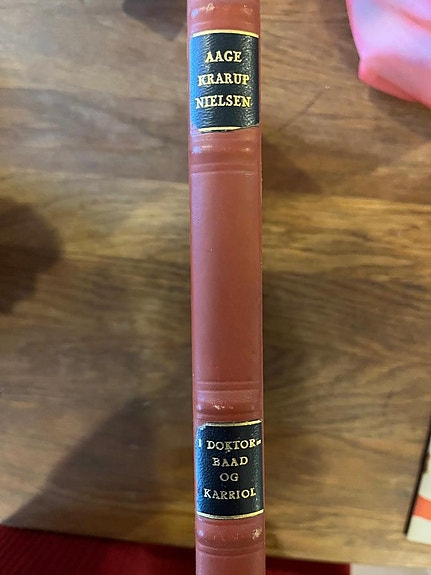 AAGE
KRARUP
NIELSEN
I DOKTOR=
BAAD
OG
KARRIOL